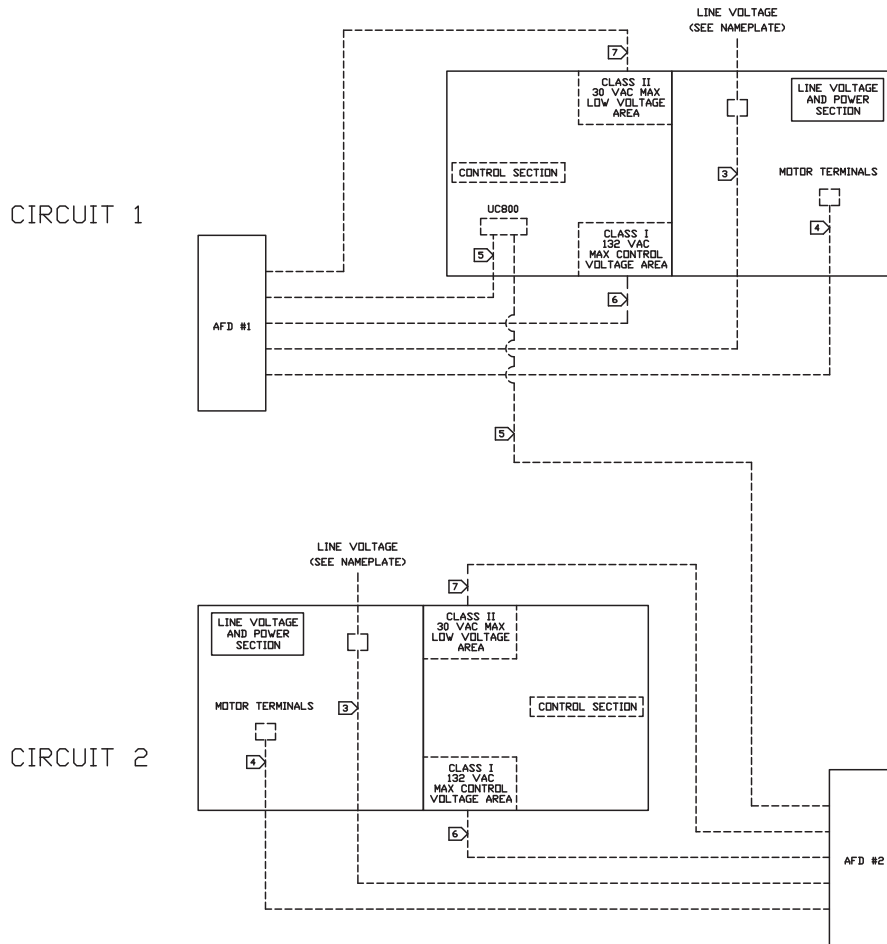 LINE VOLTAGE
(SEE NAMEPLATE)
7
CLASS II
30 VAC MAX
LOW VOLTAGE
AREA
LINE VOLTAGE
AND POWER
SECTION
CONTROL SECTION
3
MOTOR TERMINALS
CIRCUIT 1
UC800
4
CLASS I
132 VAC
MAX CONTROL
VOLTAGE AREA
5
6
AFD #1
5
LINE VOLTAGE
(SEE NAMEPLATE)
7
LINE VOLTAGE
AND POWER
SECTION
CLASS II
30 VAC MAX
LOW VOLTAGE
AREA
MOTOR TERMINALS
3
CONTROL SECTION
CIRCUIT 2
4
CLASS I
132 VAC
MAX CONTROL
VOLTAGE AREA
6
AFD #2